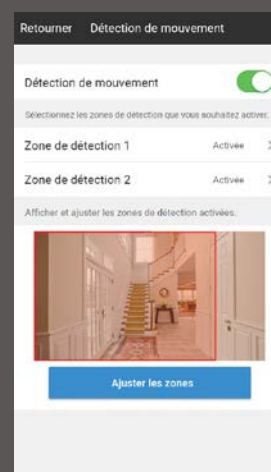 Retourner Détection de mouvement
Détection de mouvement
Sélectionnez les zones de détection que vous souhaitez activer.
Zone de détection 1 Activée
Zone de détection 2 Activée
Afficher et ajuster les zones de détection activées.
Ajuster les zones